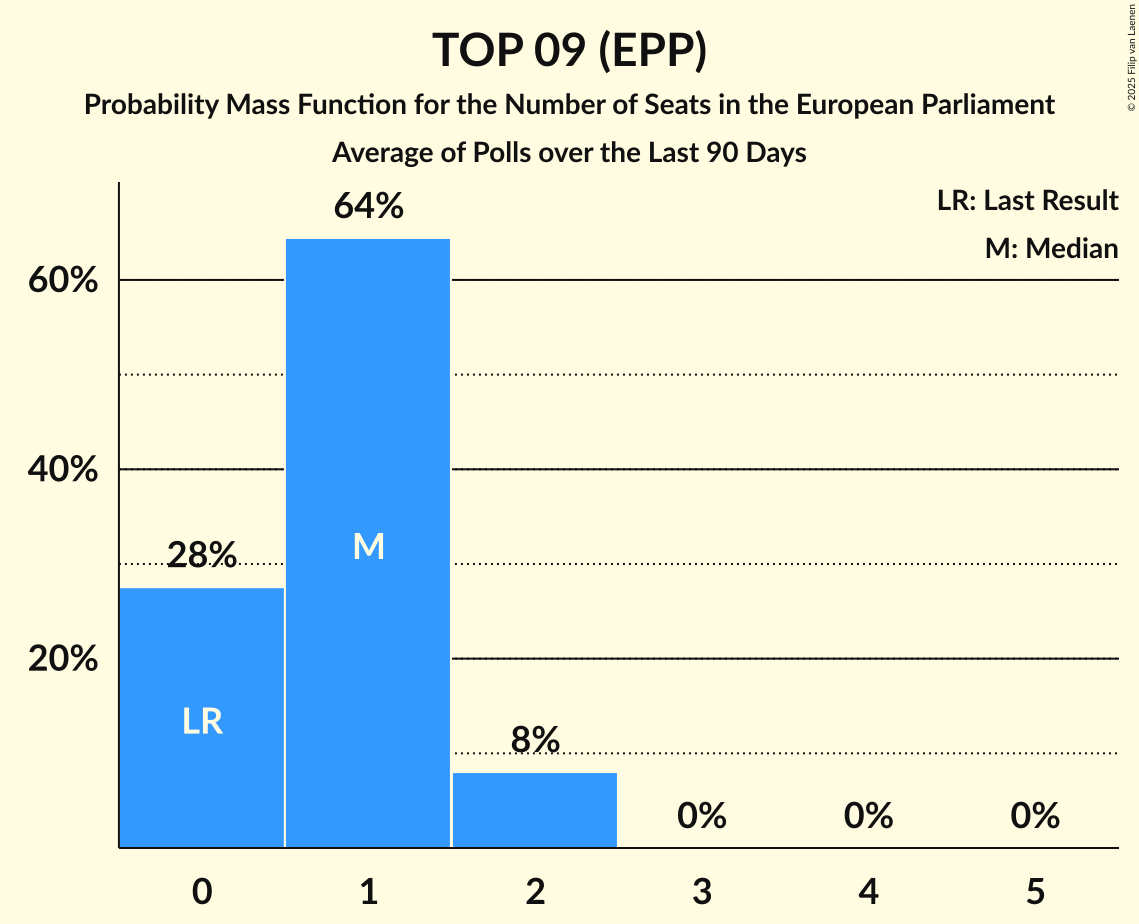 TOP 09 (EPP)
Probability Mass Function for the Number of Seats in the European Parliament
Average of Polls over the Last 90 Days
© 2025 Filip van Laenen
LR: Last Result
M: Median
64%
60%
40%
M
28%
20%
LR
8%
0%
0%
0%
0
1
2
3
4
5